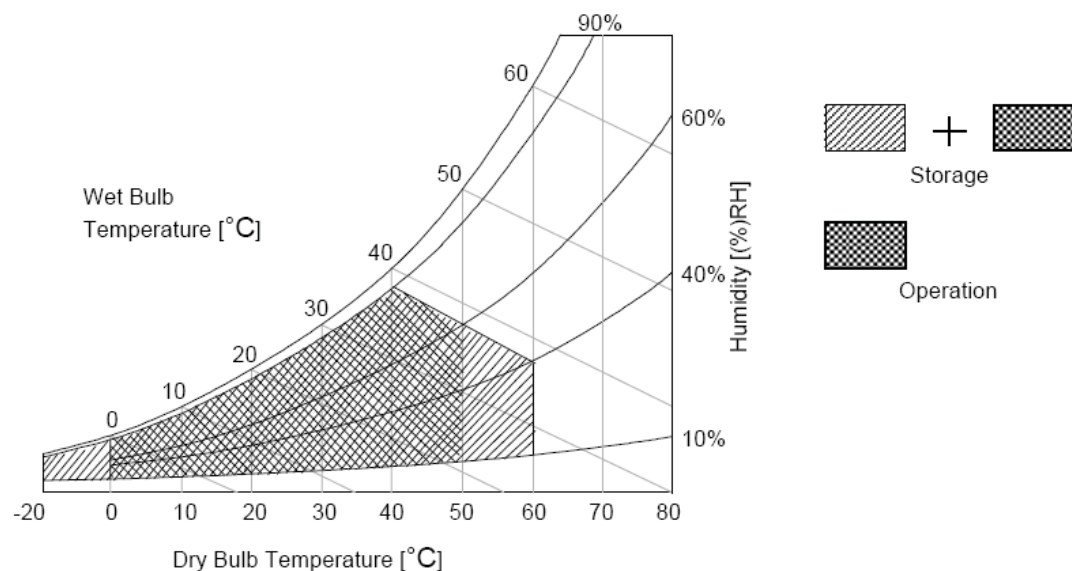 90%
60
60%
50
Storage
Wet Bulb
Temperature [°C]
Humidity [(%)RH]
40
40%
Operation
30
20
10
0
10%
-20 0 10 20 30 40 50 60 70 80
Dry Bulb Temperature [°C]